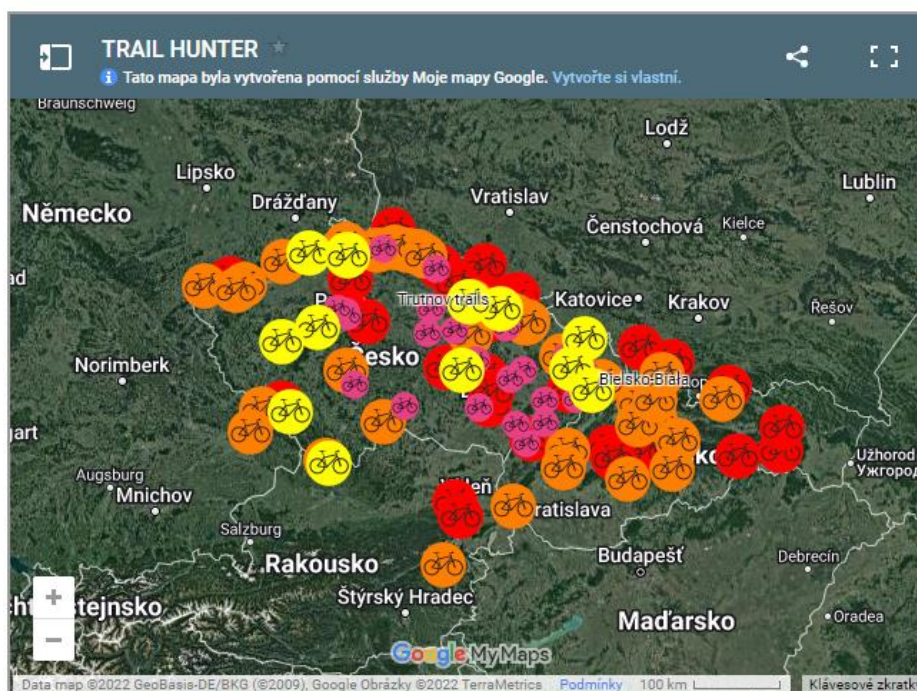 TRAIL HUNTER
Tato mapa byla vytvořena pomocí služby Moje mapy Google. Vytvořte si vlastní.
Braunschweig
Lodž
Lipsko
Lublin
Drážďany
Vratislav
Německo
Čenstochová
Kielce
Trutnov trails
Katovice
Krakov
Řešov
Česko
Norimberk
Bielsko-Biała
Užhorod
Ужгород
Augsburg
Mnichov
Salzburg
Rakousko
Budapešť
Debrecín
Štýrský Hradec
Maďarsko
Oradea
Google My Maps
Data map ©2022 GeoBasis-DE/BKG (©2009), Google Obrázky ©2022 TerraMetrics Podmínky 100 km Klávesové zkratk